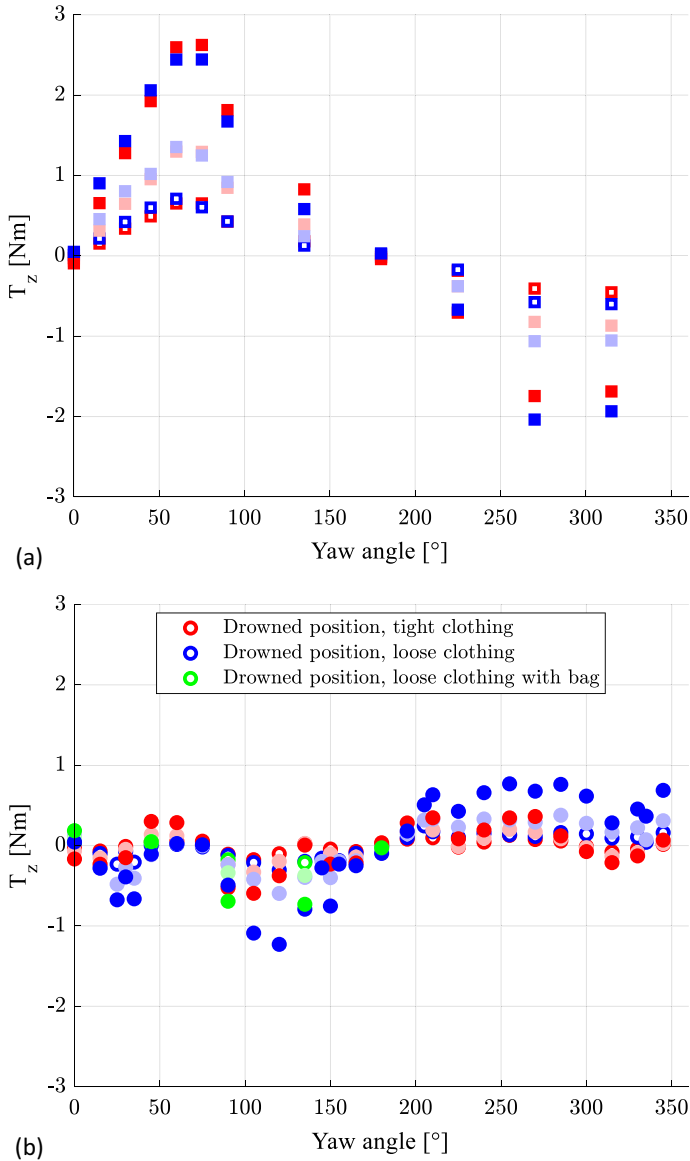 3
2
1
0
-1
-2
-3
T_z [Nm]
0 50 100 150 200 250 300 350
Yaw angle [°]
(a)
3
2
1
0
-1
-2
-3
T_z [Nm]
Drowned position, tight clothing
Drowned position, loose clothing
Drowned position, loose clothing with bag
0 50 100 150 200 250 300 350
Yaw angle [°]
(b)